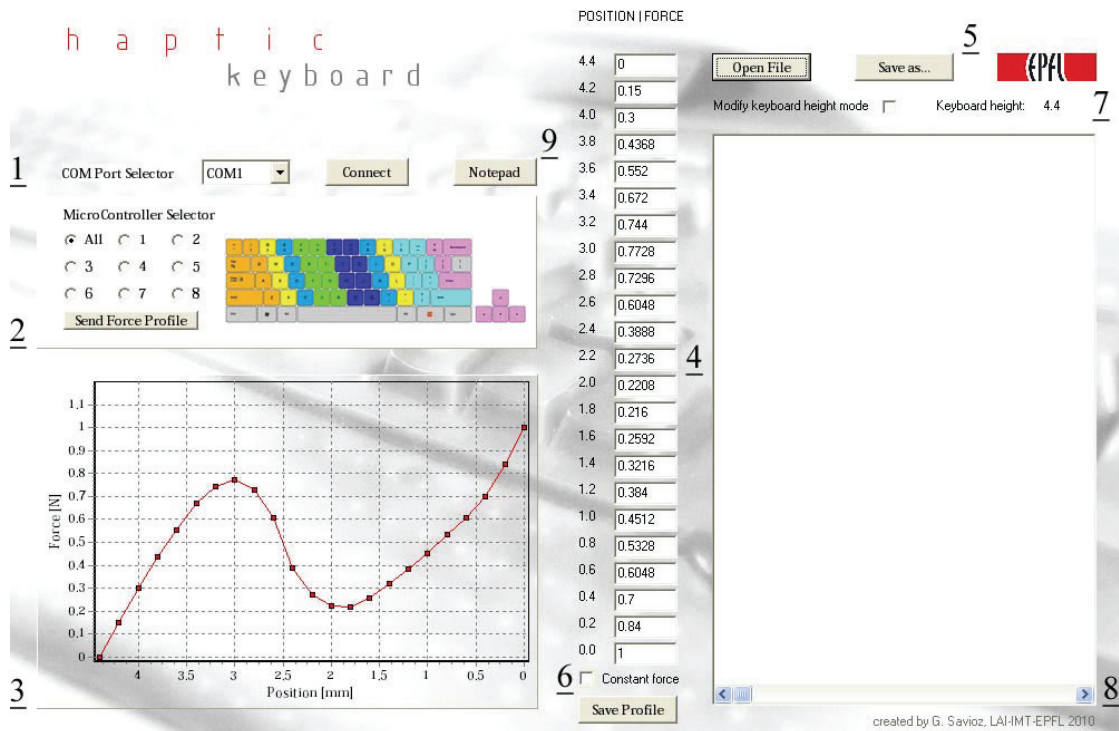 haptic
keyboard
1
COM Port Selector COM1 Connect Notepad
9
MicroController Selector
All 1 2
3 4 5
6 7 8
Send Force Profile
2
1,1
1
0.9
0.8
0.7
0.6
0.5
0.4
0.3
0.2
0.1
0
Force [N]
4 3.5 3 2.5 2 1.5 1 0.5 0
Position [mm]
3
POSITION | FORCE
4.4 0
4.2 0.15
4.0 0.3
3.8 0.4368
3.6 0.552
3.4 0.672
3.2 0.744
3.0 0.7728
2.8 0.7296
2.6 0.6048
2.4 0.3888
2.2 0.2736
2.0 0.2208
1.8 0.216
1.6 0.2592
1.4 0.3216
1.2 0.384
1.0 0.4512
0.8 0.5328
0.6 0.6048
0.4 0.7
0.2 0.84
0.0 1
4
6
Constant force
Save Profile
5
Open File Save as... EPFL
Modify keyboard height mode Keyboard height: 4.4
7
8
created by G. Savioz, LAI-IMT-EPFL 2010